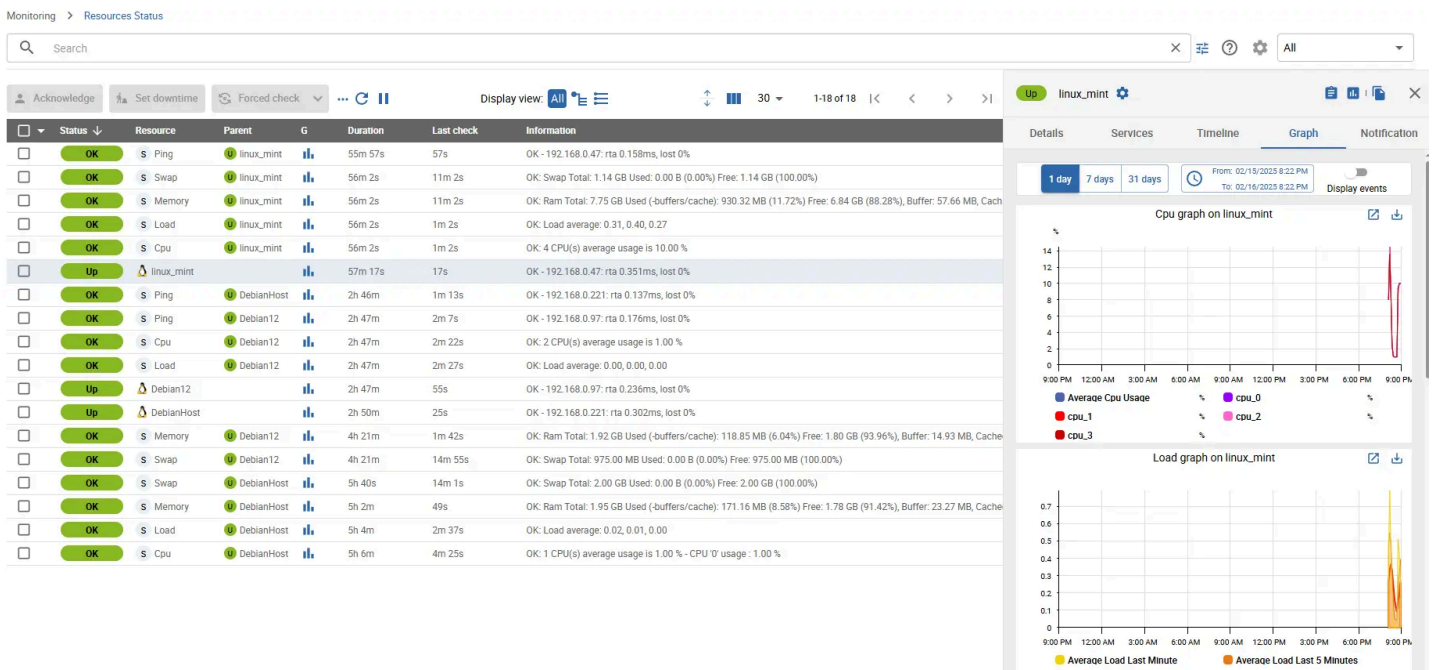 Monitoring > Resources Status
Search
All
Acknowledge Set downtime Forced check
Display view: All
30
1-18 of 18
Status Resource Parent G Duration Last check Information
OK S Ping U linux_mint 55m 57s 57s OK - 192.168.0.47: rta 0.158ms, lost 0%
OK S Swap U linux_mint 56m 2s 11m 2s OK: Swap Total: 1.14 GB Used: 0.00 B (0.00%) Free: 1.14 GB (100.00%)
OK S Memory U linux_mint 56m 2s 11m 2s OK: Ram Total: 7.75 GB Used (-buffers/cache): 930.32 MB (11.72%) Free: 6.84 GB (88.28%), Buffer: 57.66 MB, Cach
OK S Load U linux_mint 56m 2s 1m 2s OK: Load average: 0.31, 0.40, 0.27
OK S Cpu U linux_mint 56m 2s 1m 2s OK: 4 CPU(s) average usage is 10.00 %
Up linux_mint 57m 17s 17s OK - 192.168.0.47: rta 0.351ms, lost 0%
OK S Ping U DebianHost 2h 46m 1m 13s OK - 192.168.0.221: rta 0.137ms, lost 0%
OK S Ping U Debian12 2h 47m 2m 7s OK - 192.168.0.97: rta 0.176ms, lost 0%
OK S Cpu U Debian12 2h 47m 2m 22s OK: 2 CPU(s) average usage is 1.00 %
OK S Load U Debian12 2h 47m 2m 27s OK: Load average: 0.00, 0.00, 0.00
Up Debian12 2h 47m 55s OK - 192.168.0.97: rta 0.236ms, lost 0%
Up DebianHost 2h 50m 25s OK - 192.168.0.221: rta 0.302ms, lost 0%
OK S Memory U Debian12 4h 21m 1m 42s OK: Ram Total: 1.92 GB Used (-buffers/cache): 118.85 MB (6.04%) Free: 1.80 GB (93.96%), Buffer: 14.93 MB, Cache
OK S Swap U Debian12 4h 21m 14m 55s OK: Swap Total: 975.00 MB Used: 0.00 B (0.00%) Free: 975.00 MB (100.00%)
OK S Swap U DebianHost 5h 40s 14m 1s OK: Swap Total: 2.00 GB Used: 0.00 B (0.00%) Free: 2.00 GB (100.00%)
OK S Memory U DebianHost 5h 2m 49s OK: Ram Total: 1.95 GB Used (-buffers/cache): 171.16 MB (8.58%) Free: 1.78 GB (91.42%), Buffer: 23.27 MB, Cache
OK S Load U DebianHost 5h 4m 2m 37s OK: Load average: 0.02, 0.01, 0.00
OK S Cpu U DebianHost 5h 6m 4m 25s OK: 1 CPU(s) average usage is 1.00 % - CPU '0' usage : 1.00 %
Up linux_mint
Details Services Timeline Graph Notification
1 day 7 days 31 days
From: 02/15/2025 8:22 PM
To: 02/16/2025 8:22 PM
Display events
Cpu graph on linux_mint
%
14
12
10
8
6
4
2
0
9:00 PM 12:00 AM 3:00 AM 6:00 AM 9:00 AM 12:00 PM 3:00 PM 6:00 PM 9:00 PM
Average Cpu Usage % cpu_0 %
cpu_1 % cpu_2 %
cpu_3 %
Load graph on linux_mint
0.7
0.6
0.5
0.4
0.3
0.2
0.1
0
9:00 PM 12:00 AM 3:00 AM 6:00 AM 9:00 AM 12:00 PM 3:00 PM 6:00 PM 9:00 PM
Average Load Last Minute Average Load Last 5 Minutes